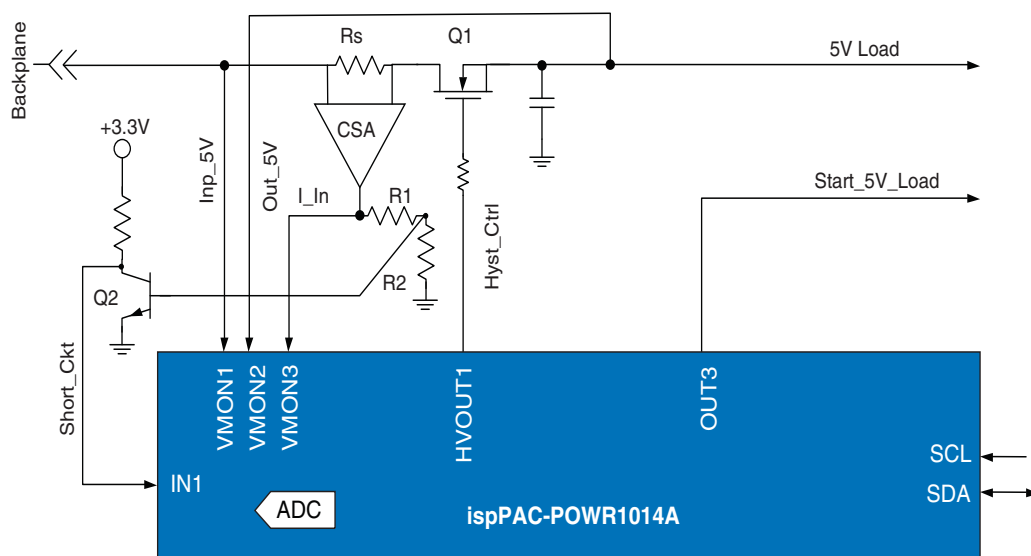 Backplane
Rs
Q1
5V Load
+3.3V
CSA
Inp_5V
Out_5V
I_In
R1
R2
Hyst_Ctrl
Start_5V_Load
Q2
Short_Ckt
VMON1
VMON2
VMON3
HVOUT1
OUT3
SCL
SDA
IN1
ADC
ispPAC-POWR1014A